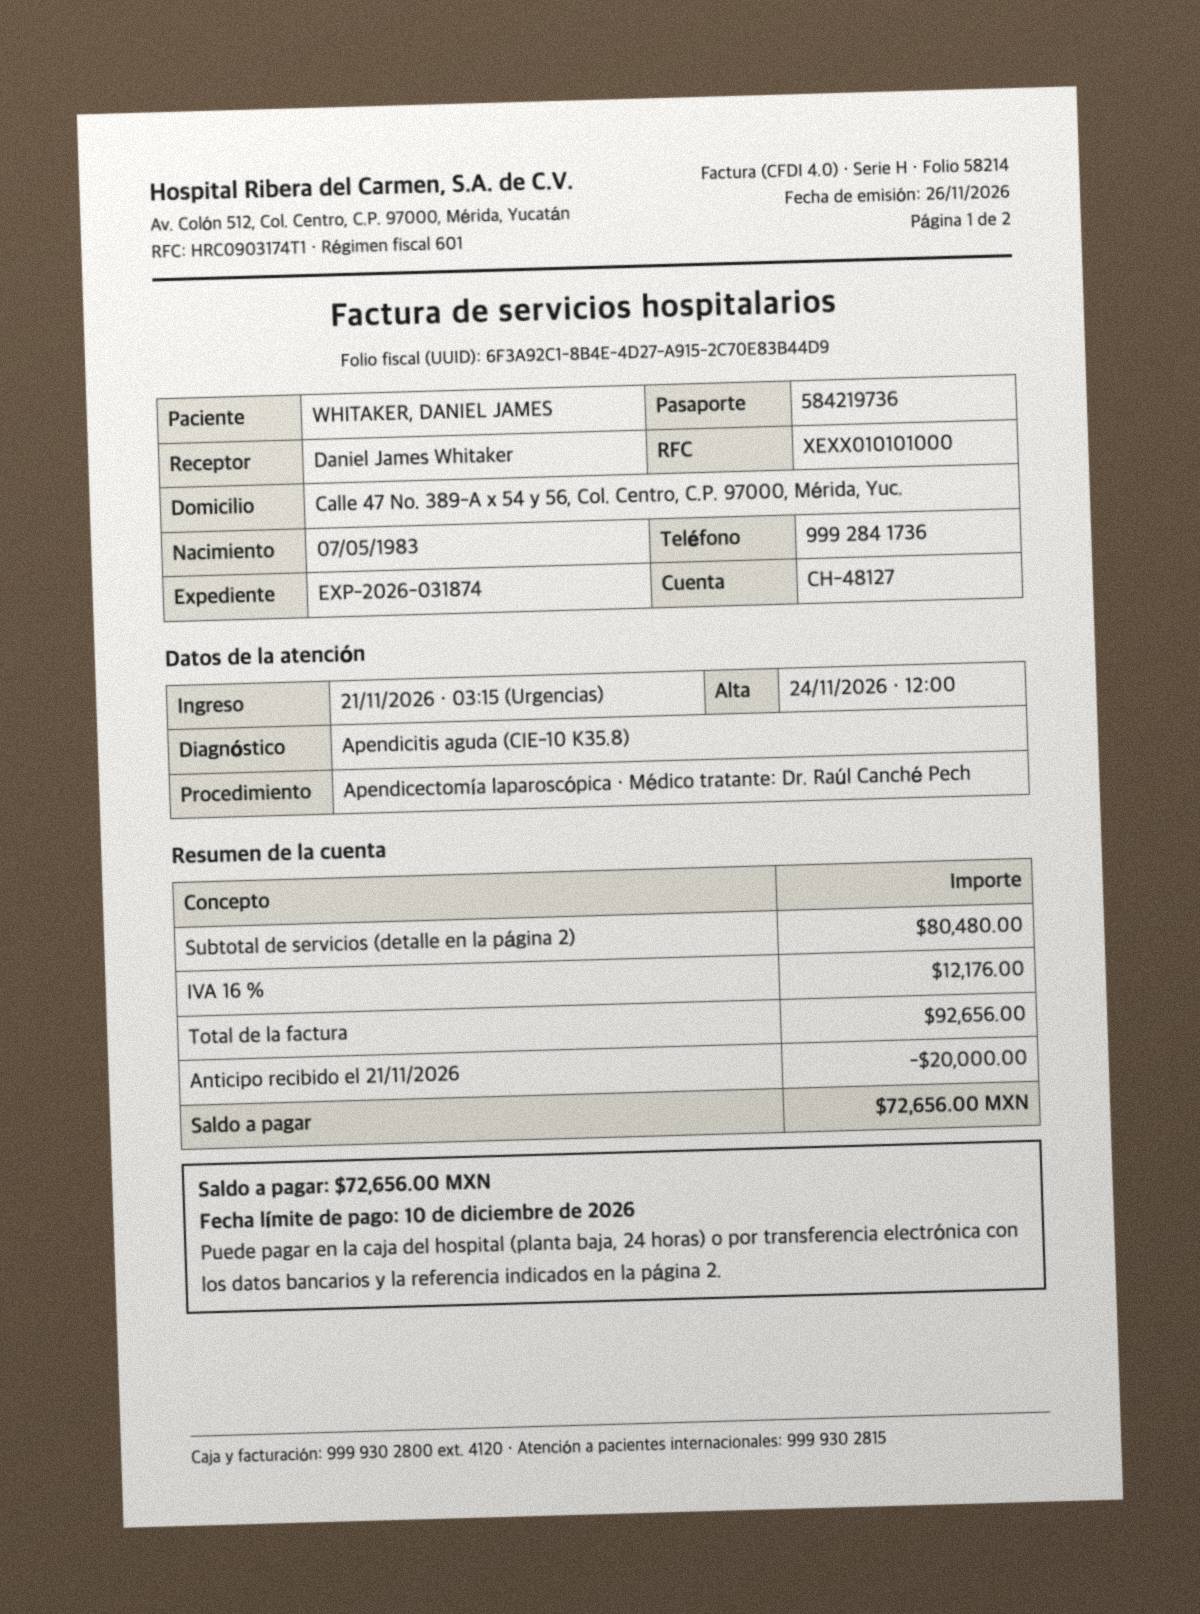 Hospital Ribera del Carmen, S.A. de C.V.
Av. Colón 512, Col. Centro, C.P. 97000, Mérida, Yucatán
RFC: HRC0903174T1 · Régimen fiscal 601
Factura (CFDI 4.0) · Serie H · Folio 58214
Fecha de emisión: 26/11/2026
Página 1 de 2
Factura de servicios hospitalarios
Folio fiscal (UUID): 6F3A92C1-8B4E-4D27-A915-2C70E83B44D9
Paciente WHITAKER, DANIEL JAMES Pasaporte 584219736
Receptor Daniel James Whitaker RFC XEXX010101000
Domicilio Calle 47 No. 389-A x 54 y 56, Col. Centro, C.P. 97000, Mérida, Yuc.
Nacimiento 07/05/1983 Teléfono 999 284 1736
Expediente EXP-2026-031874 Cuenta CH-48127
Datos de la atención
Ingreso 21/11/2026 · 03:15 (Urgencias) Alta 24/11/2026 · 12:00
Diagnóstico Apendicitis aguda (CIE-10 K35.8)
Procedimiento Apendicectomía laparoscópica · Médico tratante: Dr. Raúl Canché Pech
Resumen de la cuenta
Concepto Importe
Subtotal de servicios (detalle en la página 2) $80,480.00
IVA 16 % $12,176.00
Total de la factura $92,656.00
Anticipo recibido el 21/11/2026 -$20,000.00
Saldo a pagar $72,656.00 MXN
Saldo a pagar: $72,656.00 MXN
Fecha límite de pago: 10 de diciembre de 2026
Puede pagar en la caja del hospital (planta baja, 24 horas) o por transferencia electrónica con
los datos bancarios y la referencia indicados en la página 2.
Caja y facturación: 999 930 2800 ext. 4120 · Atención a pacientes internacionales: 999 930 2815